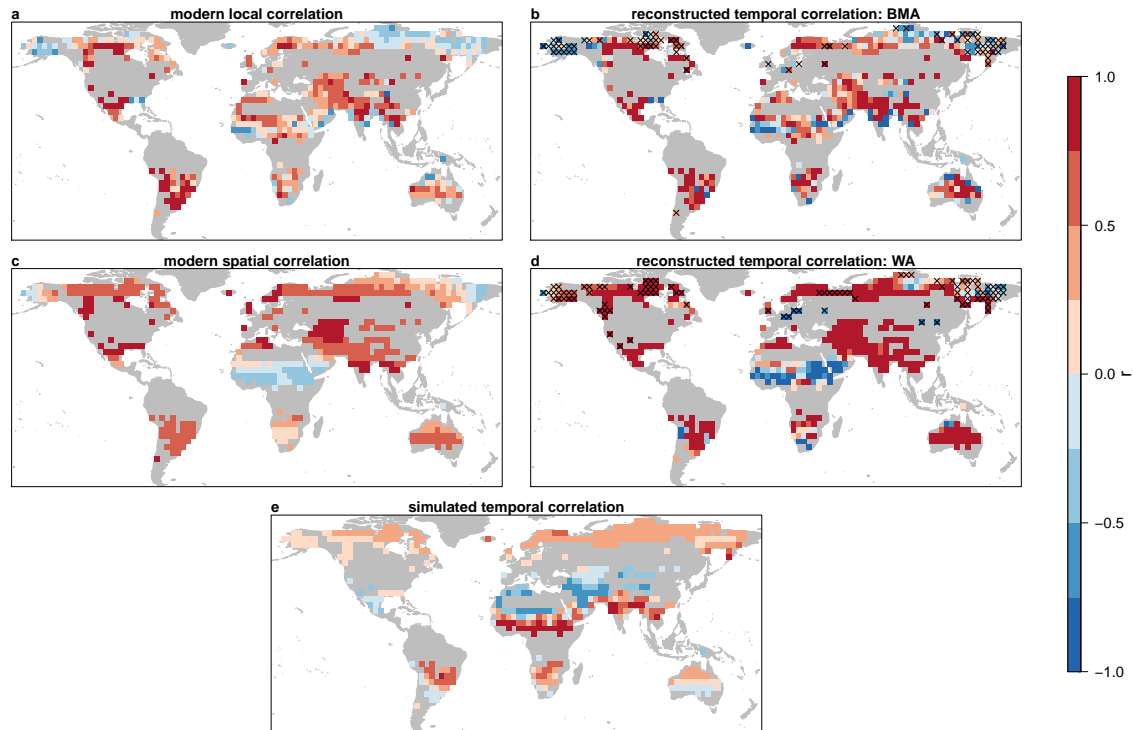 a modern local correlation
b reconstructed temporal correlation: BMA
c modern spatial correlation
d reconstructed temporal correlation: WA
e simulated temporal correlation
1.0
0.5
0.0
−0.5
−1.0
r